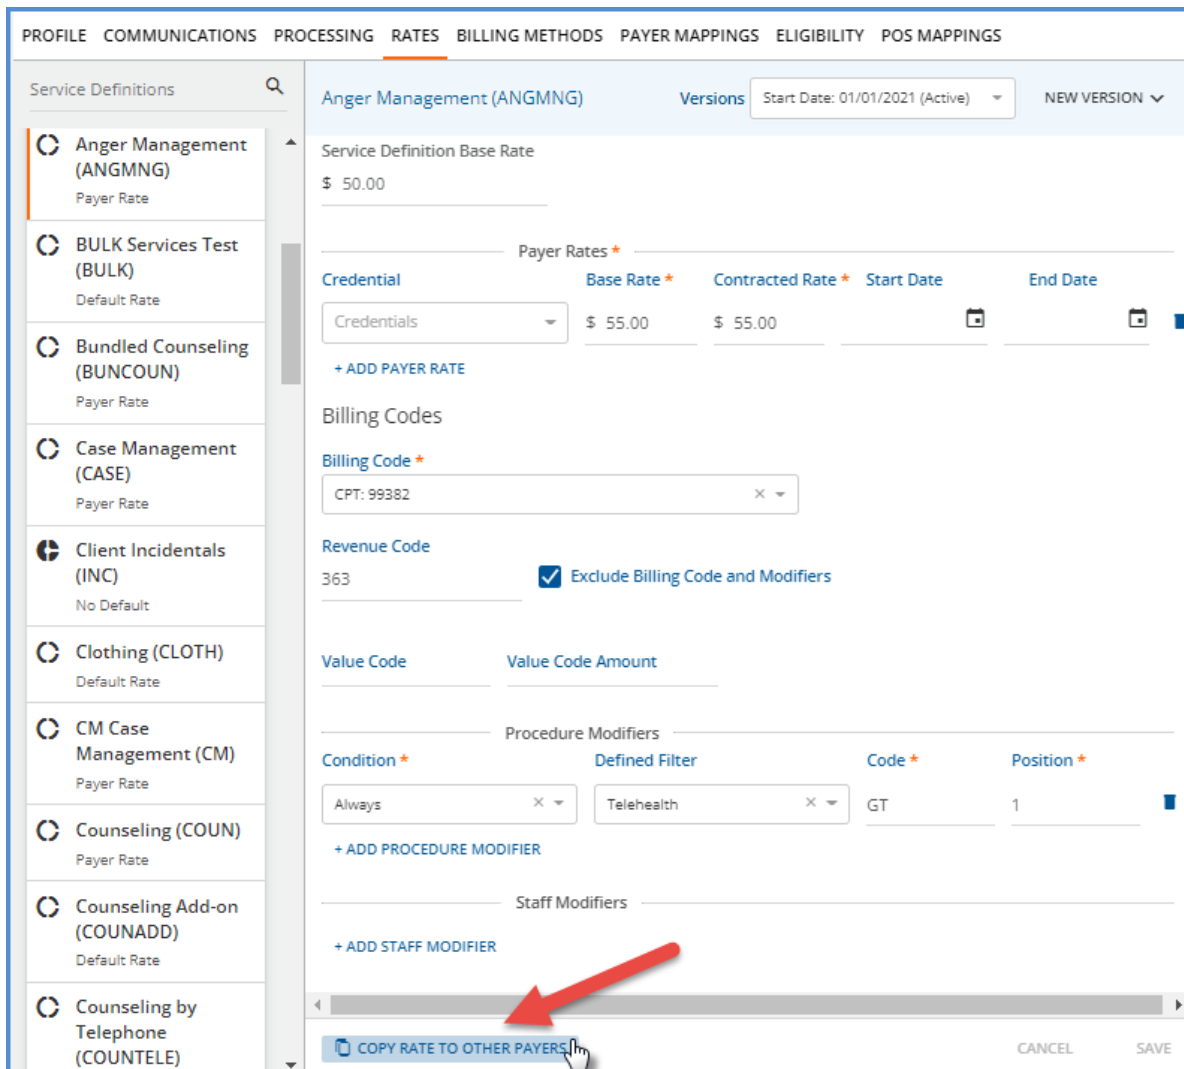 PROFILE COMMUNICATIONS PROCESSING RATES BILLING METHODS PAYER MAPPINGS ELIGIBILITY POS MAPPINGS
Service Definitions
Anger Management
(ANGMNG)
Payer Rate
BULK Services Test
(BULK)
Default Rate
Bundled Counseling
(BUNCOUN)
Payer Rate
Case Management
(CASE)
Payer Rate
Client Incidentals
(INC)
No Default
Clothing (CLOTH)
Default Rate
CM Case
Management (CM)
Payer Rate
Counseling (COUN)
Payer Rate
Counseling Add-on
(COUNADD)
Default Rate
Counseling by
Telephone
(COUNTELE)
Anger Management (ANGMNG) Versions Start Date: 01/01/2021 (Active) NEW VERSION
Service Definition Base Rate
$ 50.00
Payer Rates *
Credential Base Rate * Contracted Rate * Start Date End Date
Credentials $ 55.00 $ 55.00
+ ADD PAYER RATE
Billing Codes
Billing Code *
CPT: 99382
Revenue Code
363 Exclude Billing Code and Modifiers
Value Code Value Code Amount
Procedure Modifiers
Condition * Defined Filter Code * Position *
Always Telehealth GT 1
+ ADD PROCEDURE MODIFIER
Staff Modifiers
+ ADD STAFF MODIFIER
COPY RATE TO OTHER PAYERS CANCEL SAVE